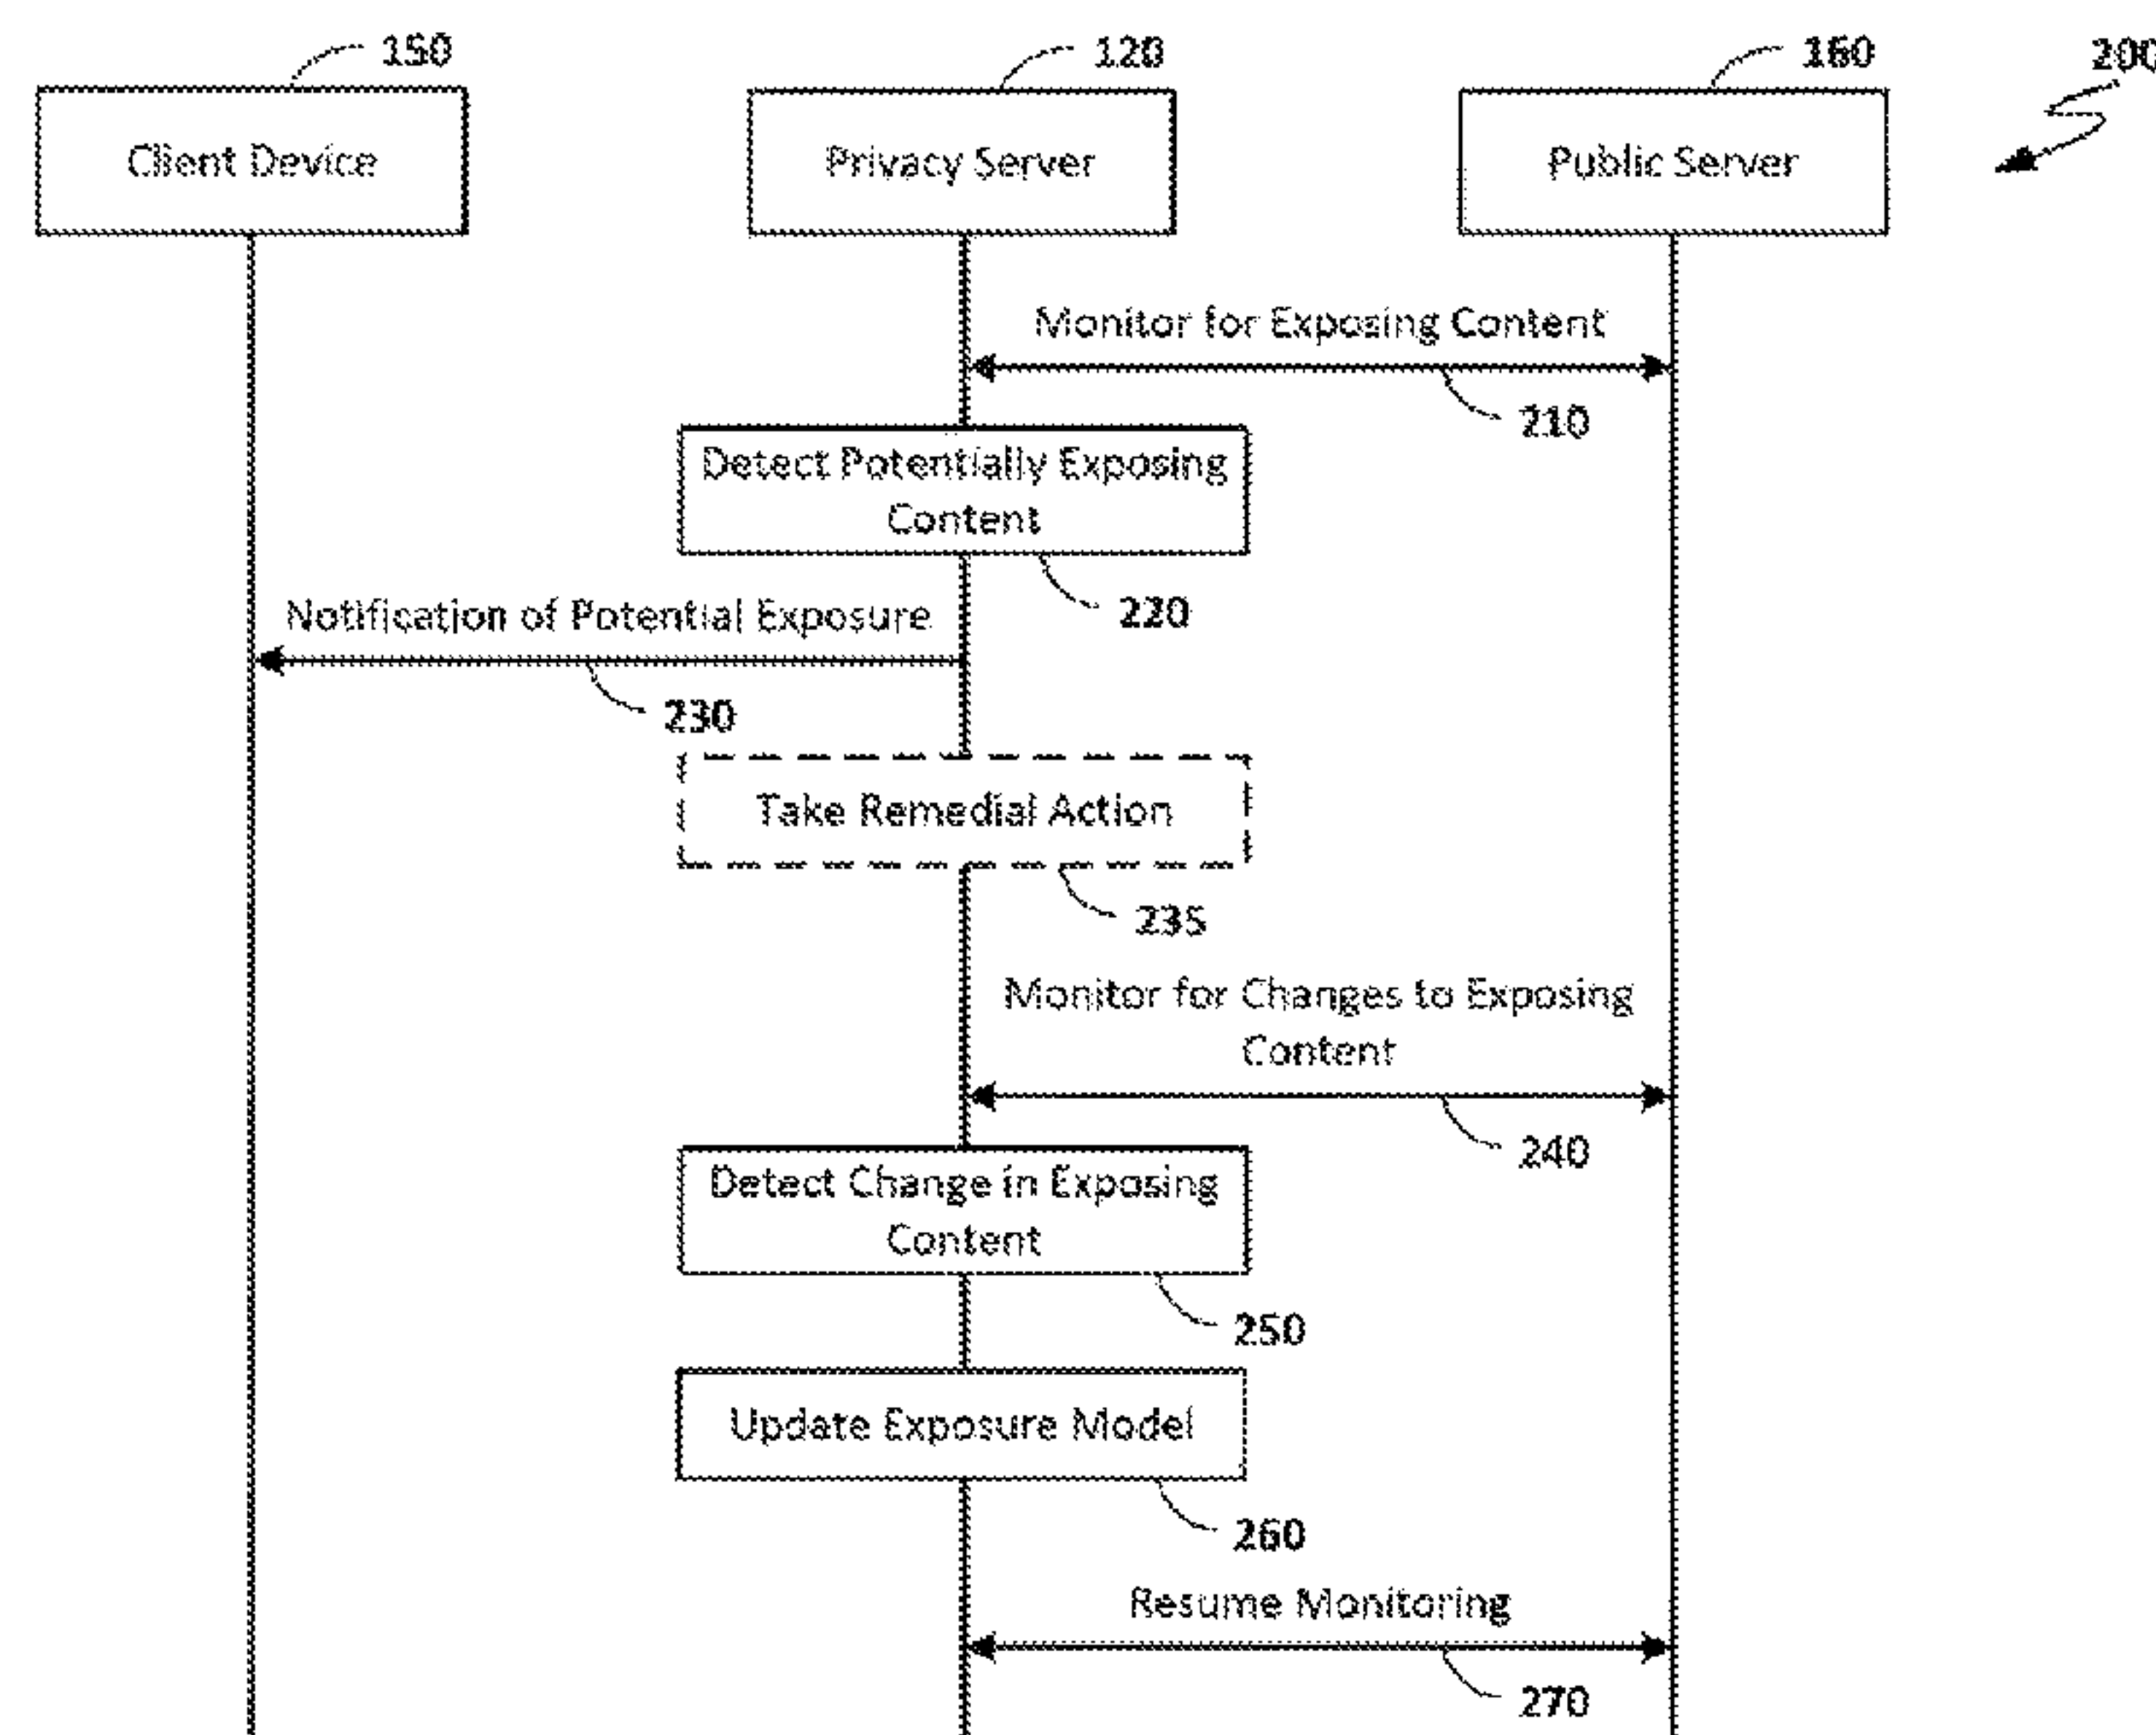 150
120
160
200
Client Device
Privacy Server
Public Server
Monitor for Exposing Content
210
Detect Potentially Exposing
Content
220
Notification of Potential Exposure
230
Take Remedial Action
235
Monitor for Changes to Exposing
Content
240
Detect Change in Exposing
Content
250
Update Exposure Model
260
Resume Monitoring
270